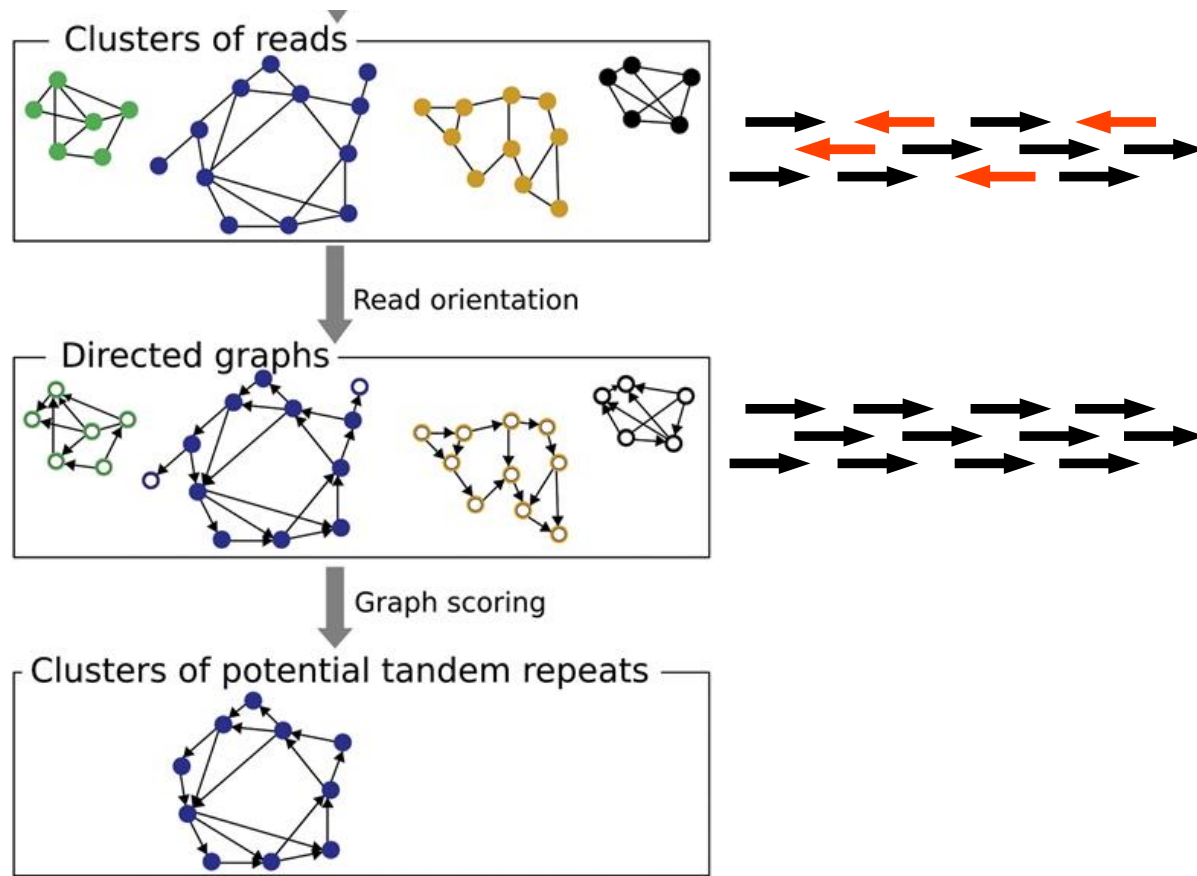 Clusters of reads
Read orientation
Directed graphs
Graph scoring
Clusters of potential tandem repeats